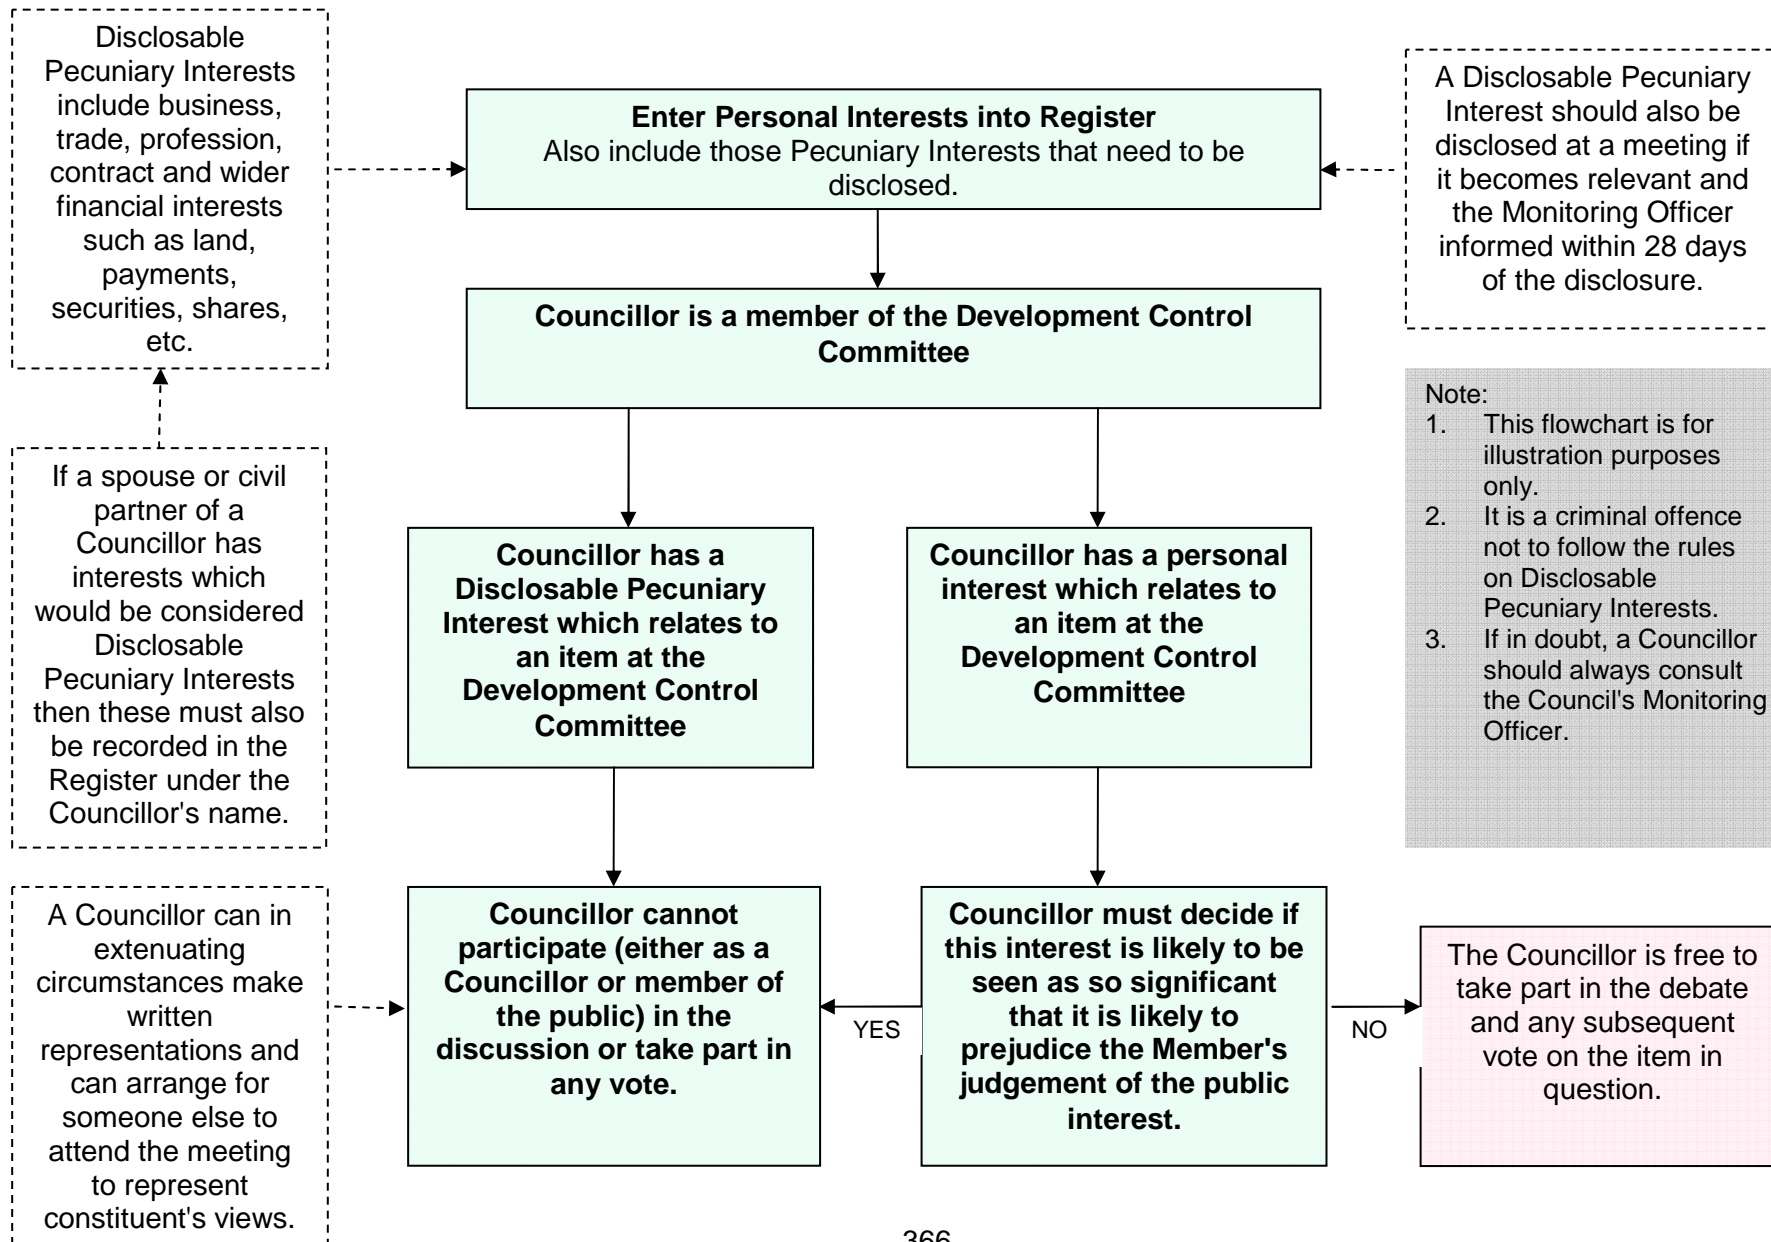 Disclosable
Pecuniary Interests
include business,
trade, profession,
contract and wider
financial interests
such as land,
payments,
securities, shares,
etc.
Enter Personal Interests into Register
Also include those Pecuniary Interests that need to be
disclosed.
A Disclosable Pecuniary
Interest should also be
disclosed at a meeting if
it becomes relevant and
the Monitoring Officer
informed within 28 days
of the disclosure.
Councillor is a member of the Development Control
Committee
Note:
1. This flowchart is for
illustration purposes
only.
2. It is a criminal offence
not to follow the rules
on Disclosable
Pecuniary Interests.
3. If in doubt, a Councillor
should always consult
the Council's Monitoring
Officer.
If a spouse or civil
partner of a
Councillor has
interests which
would be considered
Disclosable
Pecuniary Interests
then these must also
be recorded in the
Register under the
Councillor's name.
Councillor has a
Disclosable Pecuniary
Interest which relates to
an item at the
Development Control
Committee
Councillor has a personal
interest which relates to
an item at the
Development Control
Committee
A Councillor can in
extenuating
circumstances make
written
representations and
can arrange for
someone else to
attend the meeting
to represent
constituent's views.
Councillor cannot
participate (either as a
Councillor or member of
the public) in the
discussion or take part in
any vote.
YES
Councillor must decide if
this interest is likely to be
seen as so significant
that it is likely to
prejudice the Member's
judgement of the public
interest.
NO
The Councillor is free to
take part in the debate
and any subsequent
vote on the item in
question.
366